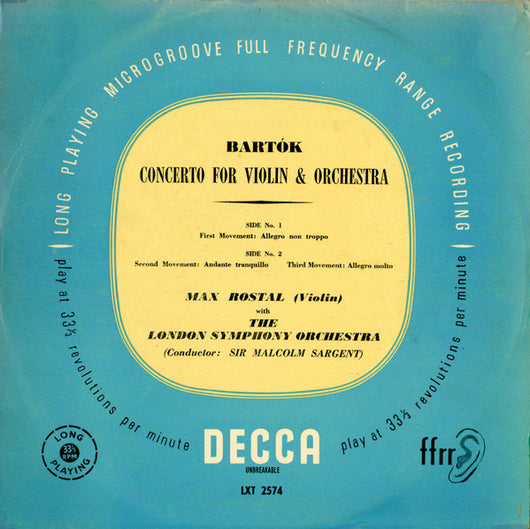 LONG PLAYING MICROGROOVE FULL FREQUENCY RANGE RECORDING
BARTÓK
CONCERTO FOR VIOLIN & ORCHESTRA
SIDE No. 1
First Movement: Allegro non troppo
SIDE No. 2
Second Movement: Andante tranquillo Third Movement: Allegro molto
MAX ROSTAL (Violin)
with
THE
LONDON SYMPHONY ORCHESTRA
(Conductor: SIR MALCOLM SARGENT)
play at 33⅓ revolutions per minute
play at 33⅓ revolutions per minute
LONG
33⅓
RPM
PLAYING
DECCA
UNBREAKABLE
LXT 2574
ffrr